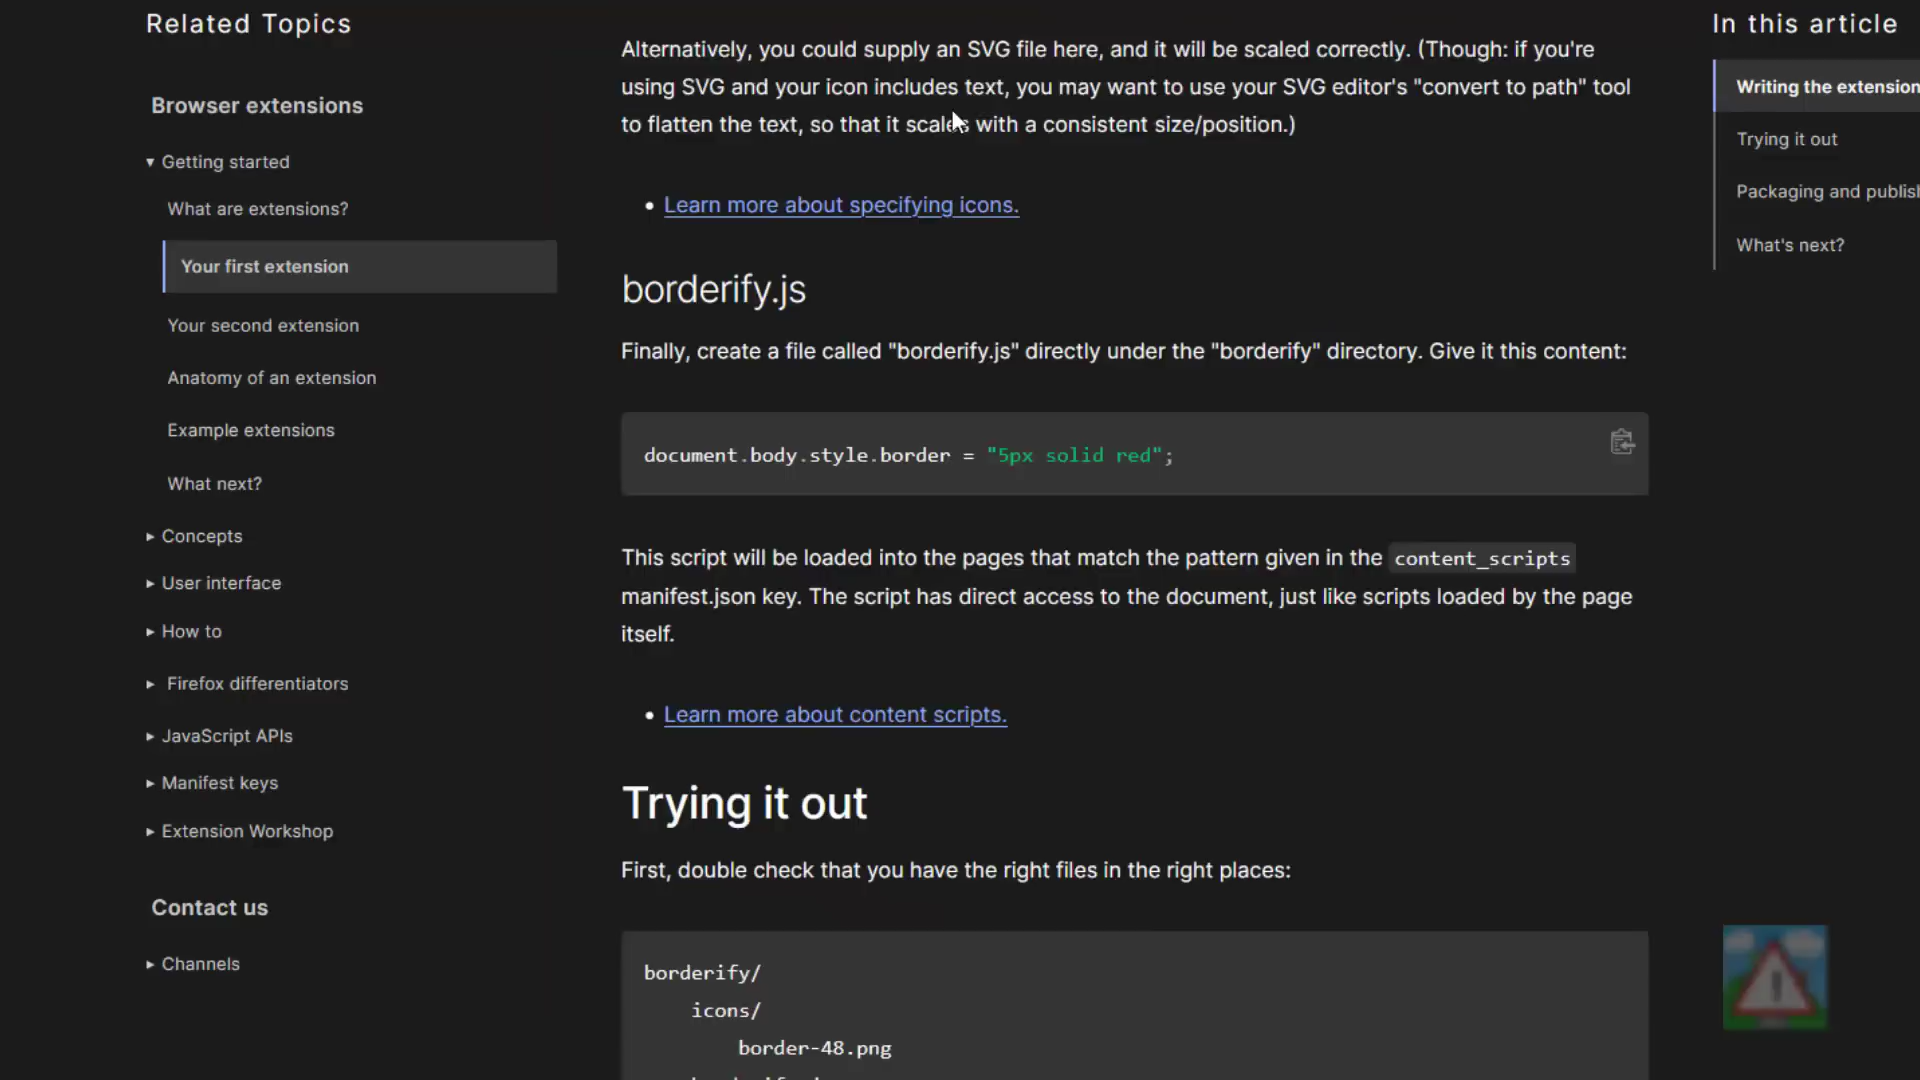 Related Topics
Browser extensions
▾ Getting started
What are extensions?
Your first extension
Your second extension
Anatomy of an extension
Example extensions
What next?
▸ Concepts
▸ User interface
▸ How to
▸ Firefox differentiators
▸ JavaScript APIs
▸ Manifest keys
▸ Extension Workshop
Contact us
▸ Channels
Alternatively, you could supply an SVG file here, and it will be scaled correctly. (Though: if you're
using SVG and your icon includes text, you may want to use your SVG editor's "convert to path" tool
to flatten the text, so that it scales with a consistent size/position.)
• Learn more about specifying icons.
borderify.js
Finally, create a file called "borderify.js" directly under the "borderify" directory. Give it this content:
document.body.style.border = "5px solid red";
This script will be loaded into the pages that match the pattern given in the content_scripts
manifest.json key. The script has direct access to the document, just like scripts loaded by the page
itself.
• Learn more about content scripts.
Trying it out
First, double check that you have the right files in the right places:
borderify/
icons/
border-48.png
In this article
Writing the extension
Trying it out
Packaging and publish
What's next?